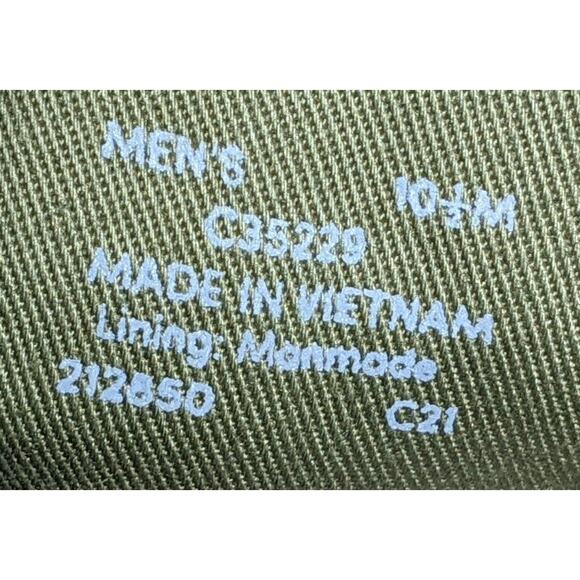 MEN'S 10½M
C35229
MADE IN VIETNAM
Lining: Manmade
212850 C21